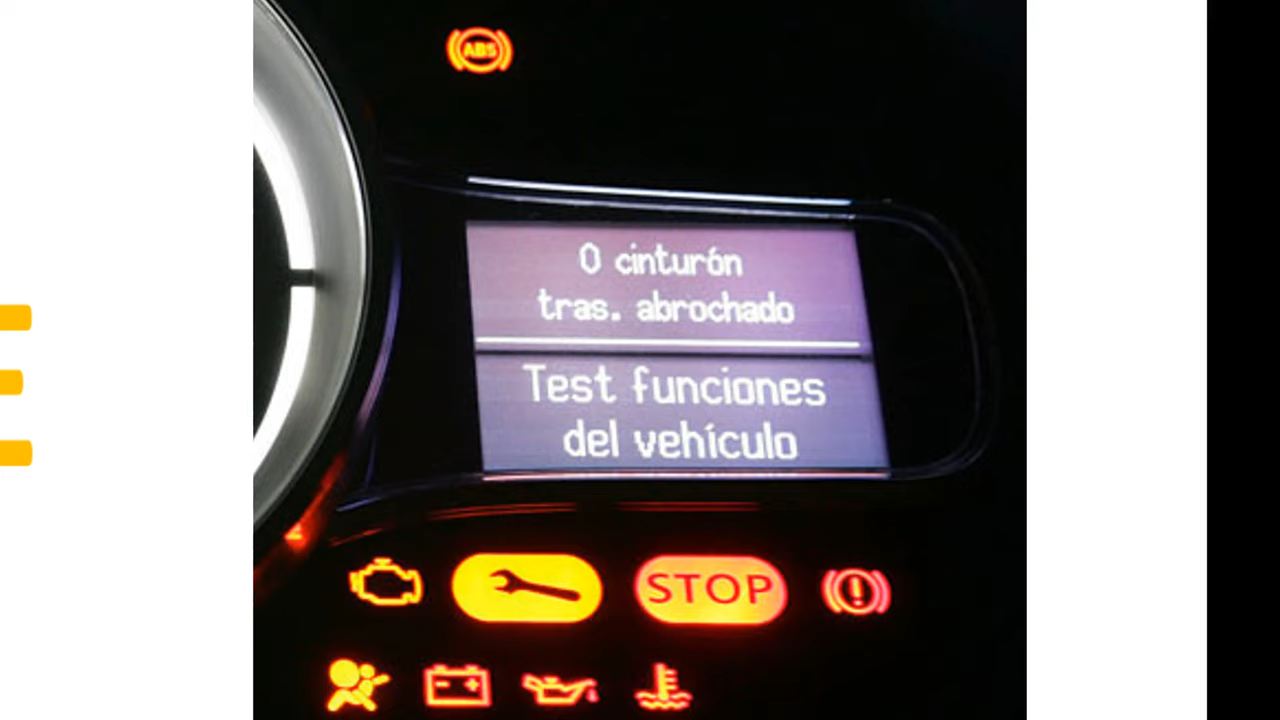 ABS
0 cinturón
tras. abrochado
Test funciones
del vehículo
STOP